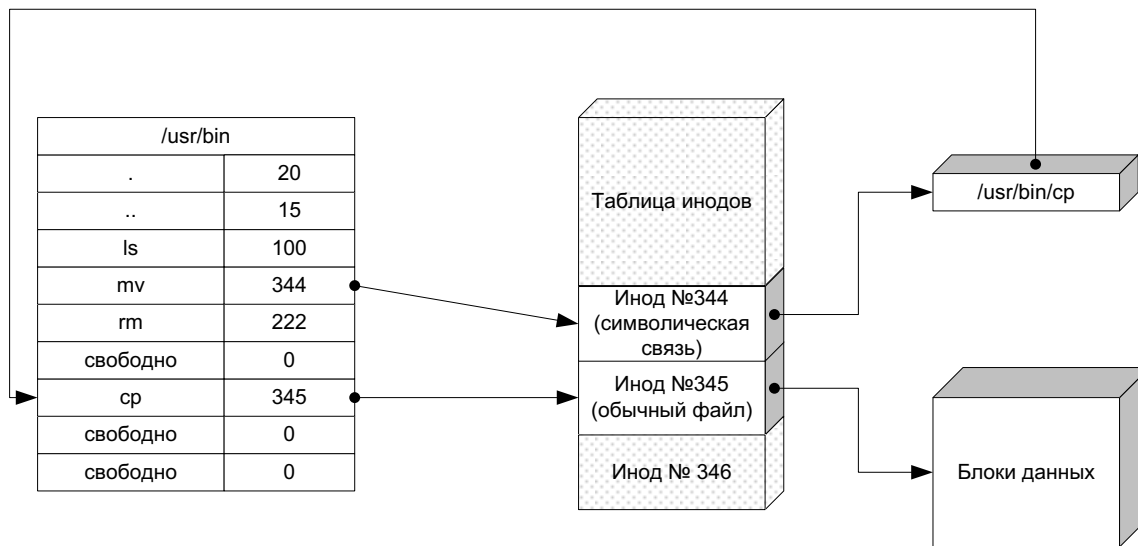 /usr/bin
. 20
.. 15
ls 100
mv 344
rm 222
свободно 0
cp 345
свободно 0
свободно 0
Таблица инодов
Инод №344
(символическая
связь)
Инод №345
(обычный файл)
Инод № 346
/usr/bin/cp
Блоки данных